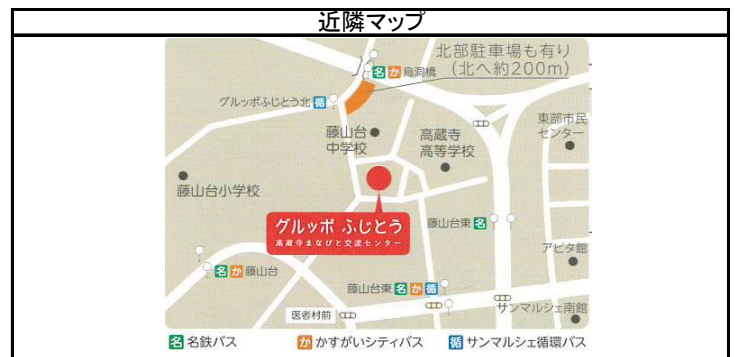 近隣マップ
北部駐車場も有り
(北へ約200m)
名 か 鳥洞橋
グルッポふじとう北 循
藤山台
中学校
高蔵寺
高等学校
東部市民
センター
藤山台小学校
グルッポ ふじとう
高蔵寺まなびと交流センター
藤山台東 名
アピタ館
名 か 藤山台
藤山台東 名 か 循
サンマルシェ南館
医者村前
名 名鉄バス
か かすがいシティバス
循 サンマルシェ循環バス